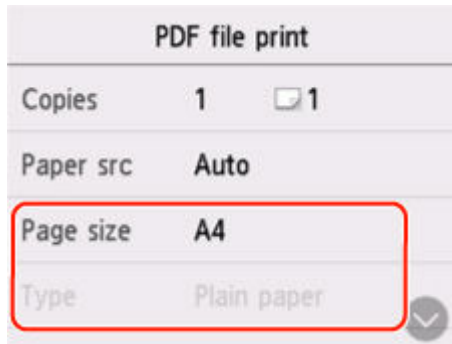 PDF file print
Copies 1 1
Paper src Auto
Page size A4
Type Plain paper